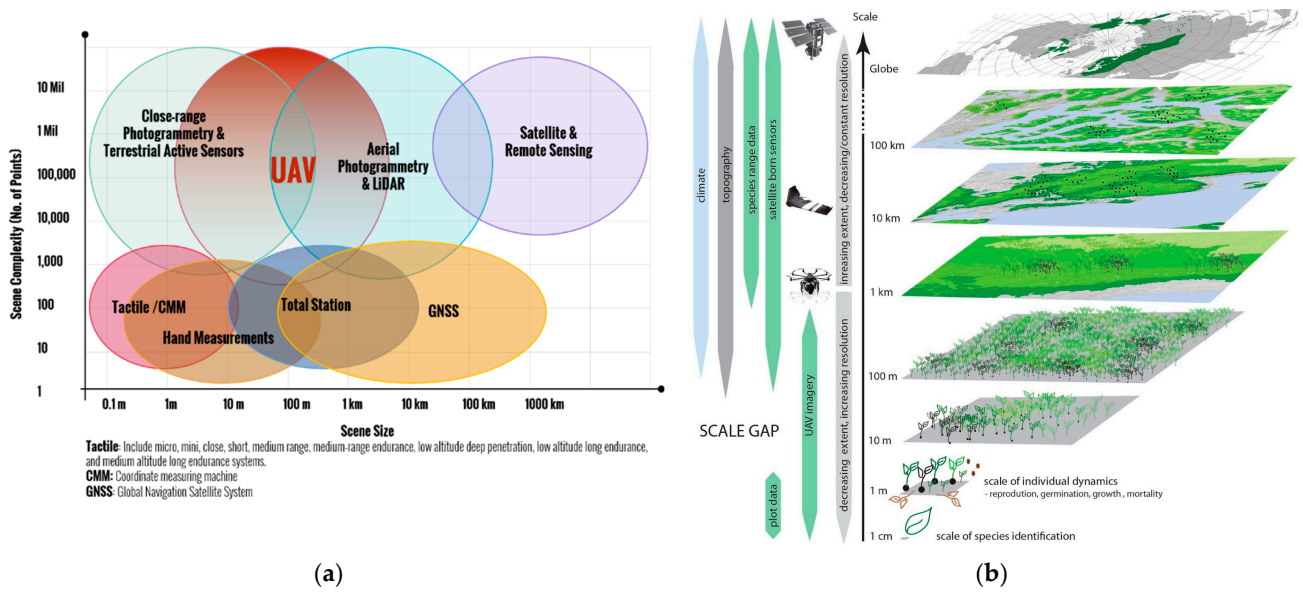 10 Mil
1 Mil
100,000
10,000
1,000
100
10
1
Scene Complexity (No. of Points)
Close-range
Photogrammetry &
Terrestrial Active Sensors
UAV
Aerial
Photogrammetry
& LiDAR
Satellite &
Remote Sensing
Tactile /CMM
Hand Measurements
Total Station
GNSS
0.1 m 1m 10 m 100 m 1 km 10 km 100 km 1000 km
Scene Size
Tactile: Include micro, mini, close, short, medium range, medium-range endurance, low altitude deep penetration, low altitude long endurance,
and medium altitude long endurance systems.
CMM: Coordinate measuring machine
GNSS: Global Navigation Satellite System
(a)
climate
topography
species range data
satellite born sensors
inreasing extent, decreasing/constant resolution
SCALE GAP
plot data
UAV imagery
decreasing extent, increasing resolution
Scale
Globe
100 km
10 km
1 km
100 m
10 m
1 m
1 cm
scale of individual dynamics
- reprodution, germination, growth , mortality
scale of species identification
(b)